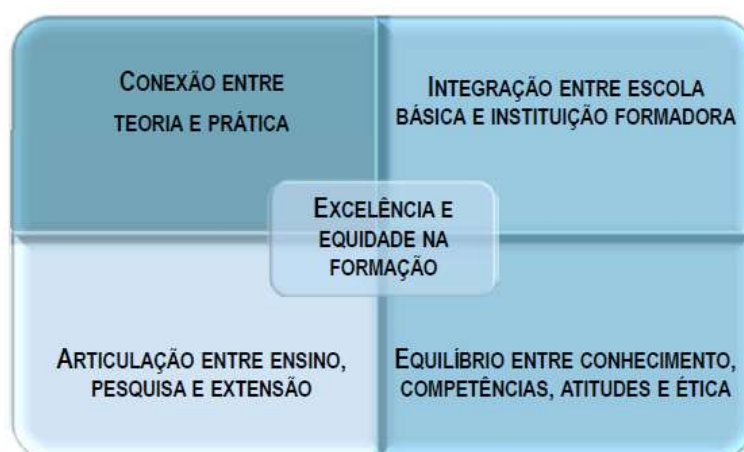 CONEXÃO ENTRE
TEORIA E PRÁTICA
INTEGRAÇÃO ENTRE ESCOLA
BÁSICA E INSTITUIÇÃO FORMADORA
EXCELÊNCIA E
EQUIDADE NA
FORMAÇÃO
ARTICULAÇÃO ENTRE ENSINO,
PESQUISA E EXTENSÃO
EQUILÍBRIO ENTRE CONHECIMENTO,
COMPETÊNCIAS, ATITUDES E ÉTICA